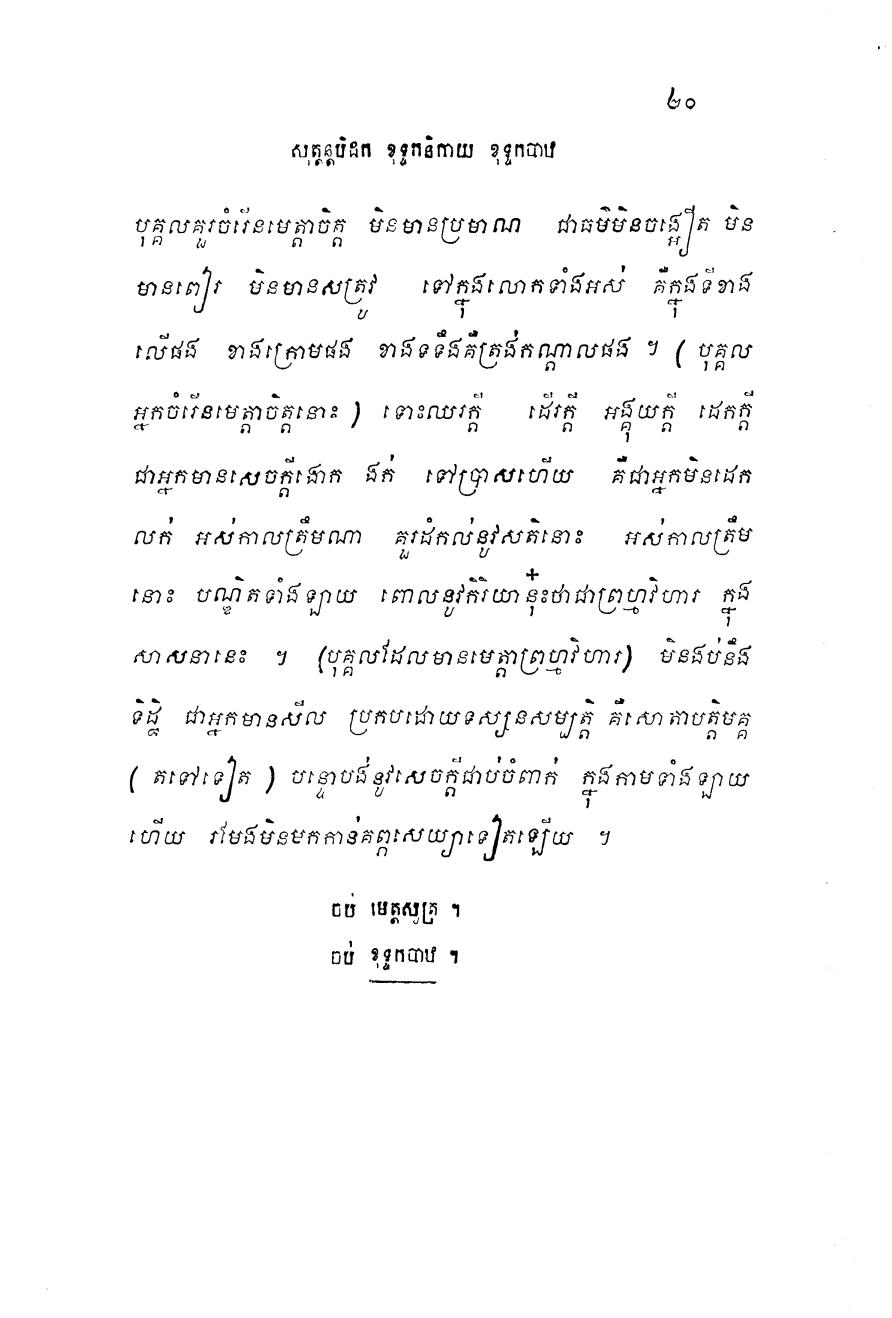 ២០
សុត្តន្តបិដក ខុទ្ទកនិកាយ ខុទ្ទកបាឋ
បុគ្គលគួរចំរើនមេត្តាចិត្ត មិនមានប្រមាណ ជាធម៌មិនចង្អៀត មិន
មានពៀរ មិនមានសត្រូវ ទៅក្នុងលោកទាំងអស់ គឺក្នុងទីខាង
លើផង ខាងក្រោមផង ខាងទទឹងគឺត្រង់កណ្តាលផង ។ ( បុគ្គល
អ្នកចំរើនមេត្តាចិត្តនោះ ) ទោះឈរក្តី ដើរក្តី អង្គុយក្តី ដេកក្តី
ជាអ្នកមានសេចក្តីងោក ងក់ ទៅប្រាសហើយ គឺជាអ្នកមិនដេក
លក់ អស់កាលត្រឹមណា គួរដំកល់នូវសតិនោះ អស់កាលត្រឹម
នោះ បណ្ឌិតទាំងឡាយ ពោលនូវកិរិយានុ៎ះថាជាព្រហ្មវិហារ ក្នុង
សាសនានេះ ។ (បុគ្គលដែលមានមេត្តាព្រហ្មវិហារ) មិនងប់នឹង
ទិដ្ឋិ ជាអ្នកមានសីល ប្រកបដោយទស្សនសម្បត្តិ គឺសោតាបត្តិមគ្គ
( តទៅទៀត ) បន្ទោបង់នូវសេចក្តីជាប់ចំពាក់ ក្នុងកាមទាំងឡាយ
ហើយ រមែងមិនមកកាន់គព្ភសេយ្យាទៀតឡើយ ។
ចប់ មេត្តសូត្រ ។
ចប់ ខុទ្ទកបាឋ ។